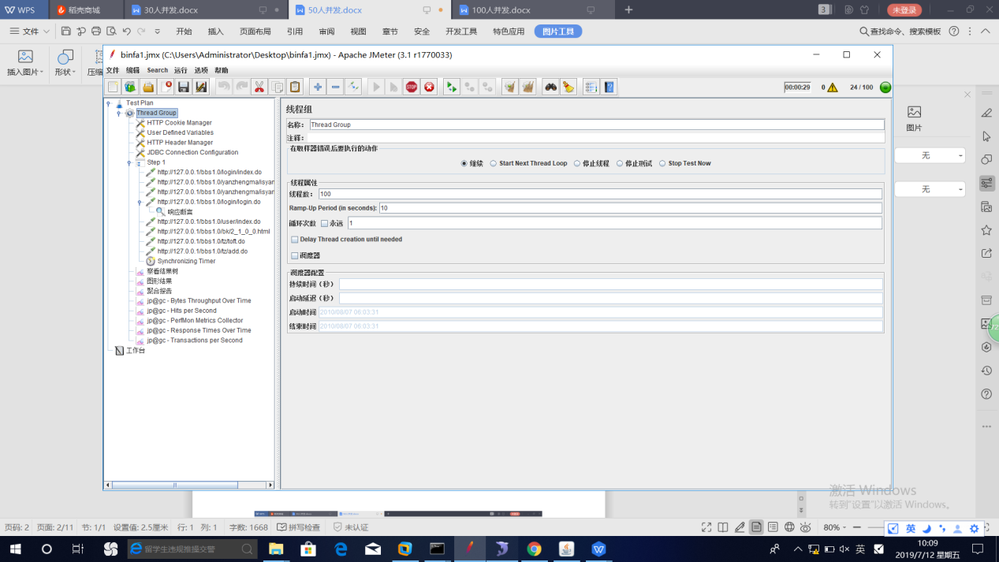 WPS 稻壳商城 30人并发.docx 50人并发.docx 100人并发.docx 3 未登录
文件 开始 插入 页面布局 引用 审阅 视图 章节 安全 开发工具 特色应用 图片工具 查找命令、搜索模板
插入图片 形状 压缩
binfa1.jmx (C:\Users\Administrator\Desktop\binfa1.jmx) - Apache JMeter (3.1 r1770033)
文件 编辑 Search 运行 选项 帮助
STOP 00:00:29 0 24 / 100
Test Plan
Thread Group
HTTP Cookie Manager
User Defined Variables
HTTP Header Manager
JDBC Connection Configuration
Step 1
http://127.0.0.1/bbs1.0/login/index.do
http://127.0.0.1/bbs1.0/yanzhengma/isyan
http://127.0.0.1/bbs1.0/yanzhengma/isyan
http://127.0.0.1/bbs1.0/login/login.do
响应断言
http://127.0.0.1/bbs1.0/user/index.do
http://127.0.0.1/bbs1.0/bk/2_1_0_0.html
http://127.0.0.1/bbs1.0/tz/toft.do
http://127.0.0.1/bbs1.0/tz/add.do
Synchronizing Timer
察看结果树
图形结果
聚合报告
jp@gc - Bytes Throughput Over Time
jp@gc - Hits per Second
jp@gc - PerfMon Metrics Collector
jp@gc - Response Times Over Time
jp@gc - Transactions per Second
工作台
线程组
名称: Thread Group
注释:
在取样器错误后要执行的动作
继续 Start Next Thread Loop 停止线程 停止测试 Stop Test Now
线程属性
线程数: 100
Ramp-Up Period (in seconds): 10
循环次数 永远 1
Delay Thread creation until needed
调度器
调度器配置
持续时间（秒）
启动延迟（秒）
启动时间 2010/08/07 06:03:31
结束时间 2010/08/07 06:03:31
图片
无
无
72
激活 Windows
转到"设置"以激活 Windows。
页码: 2 页面: 2/11 节: 1/1 设置值: 2.5厘米 行: 1 列: 1 字数: 1668 拼写检查 未认证 80% 英
留学生违规推搡交警 英 10:09
2019/7/12 星期五